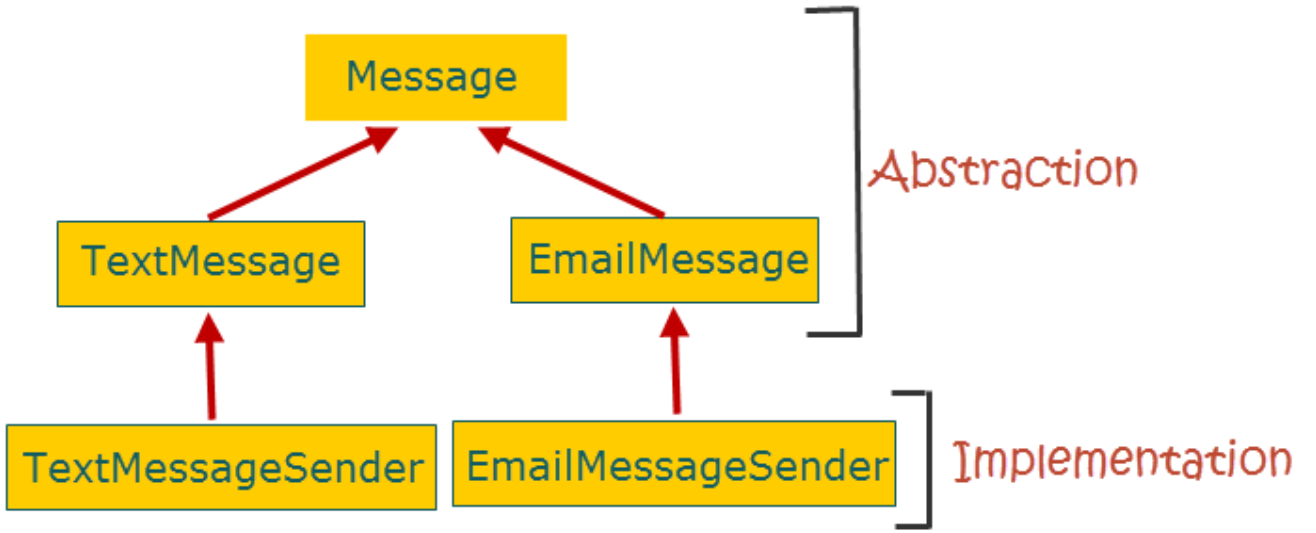 Message
Abstraction
TextMessage
EmailMessage
TextMessageSender
EmailMessageSender
Implementation